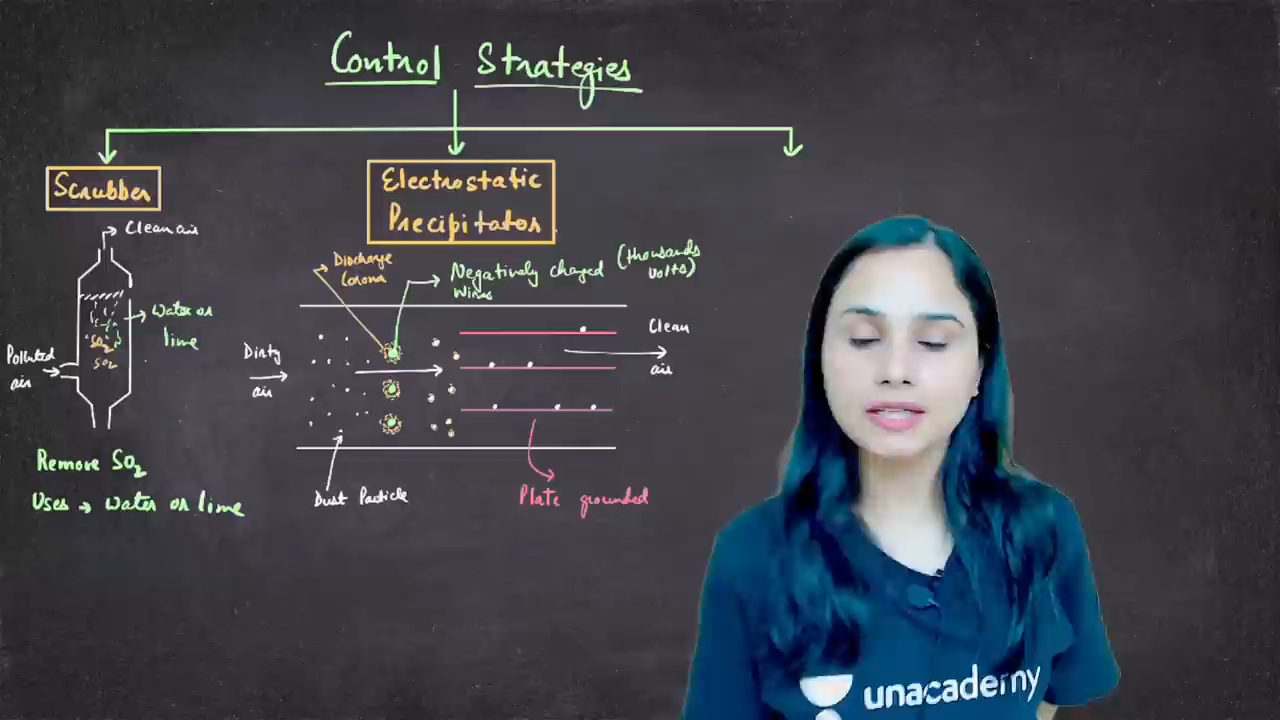 Control Strategies
Scrubber
Clean air
Water or
lime
SO2
SO2
Polluted
air
Remove SO2
Uses → Water or lime
Electrostatic
Precipitator
Discharge
Corona
Negatively charged
wires
(thousands
volts)
Dirty
air
Clean
air
Dust Particle
Plate grounded
unacademy